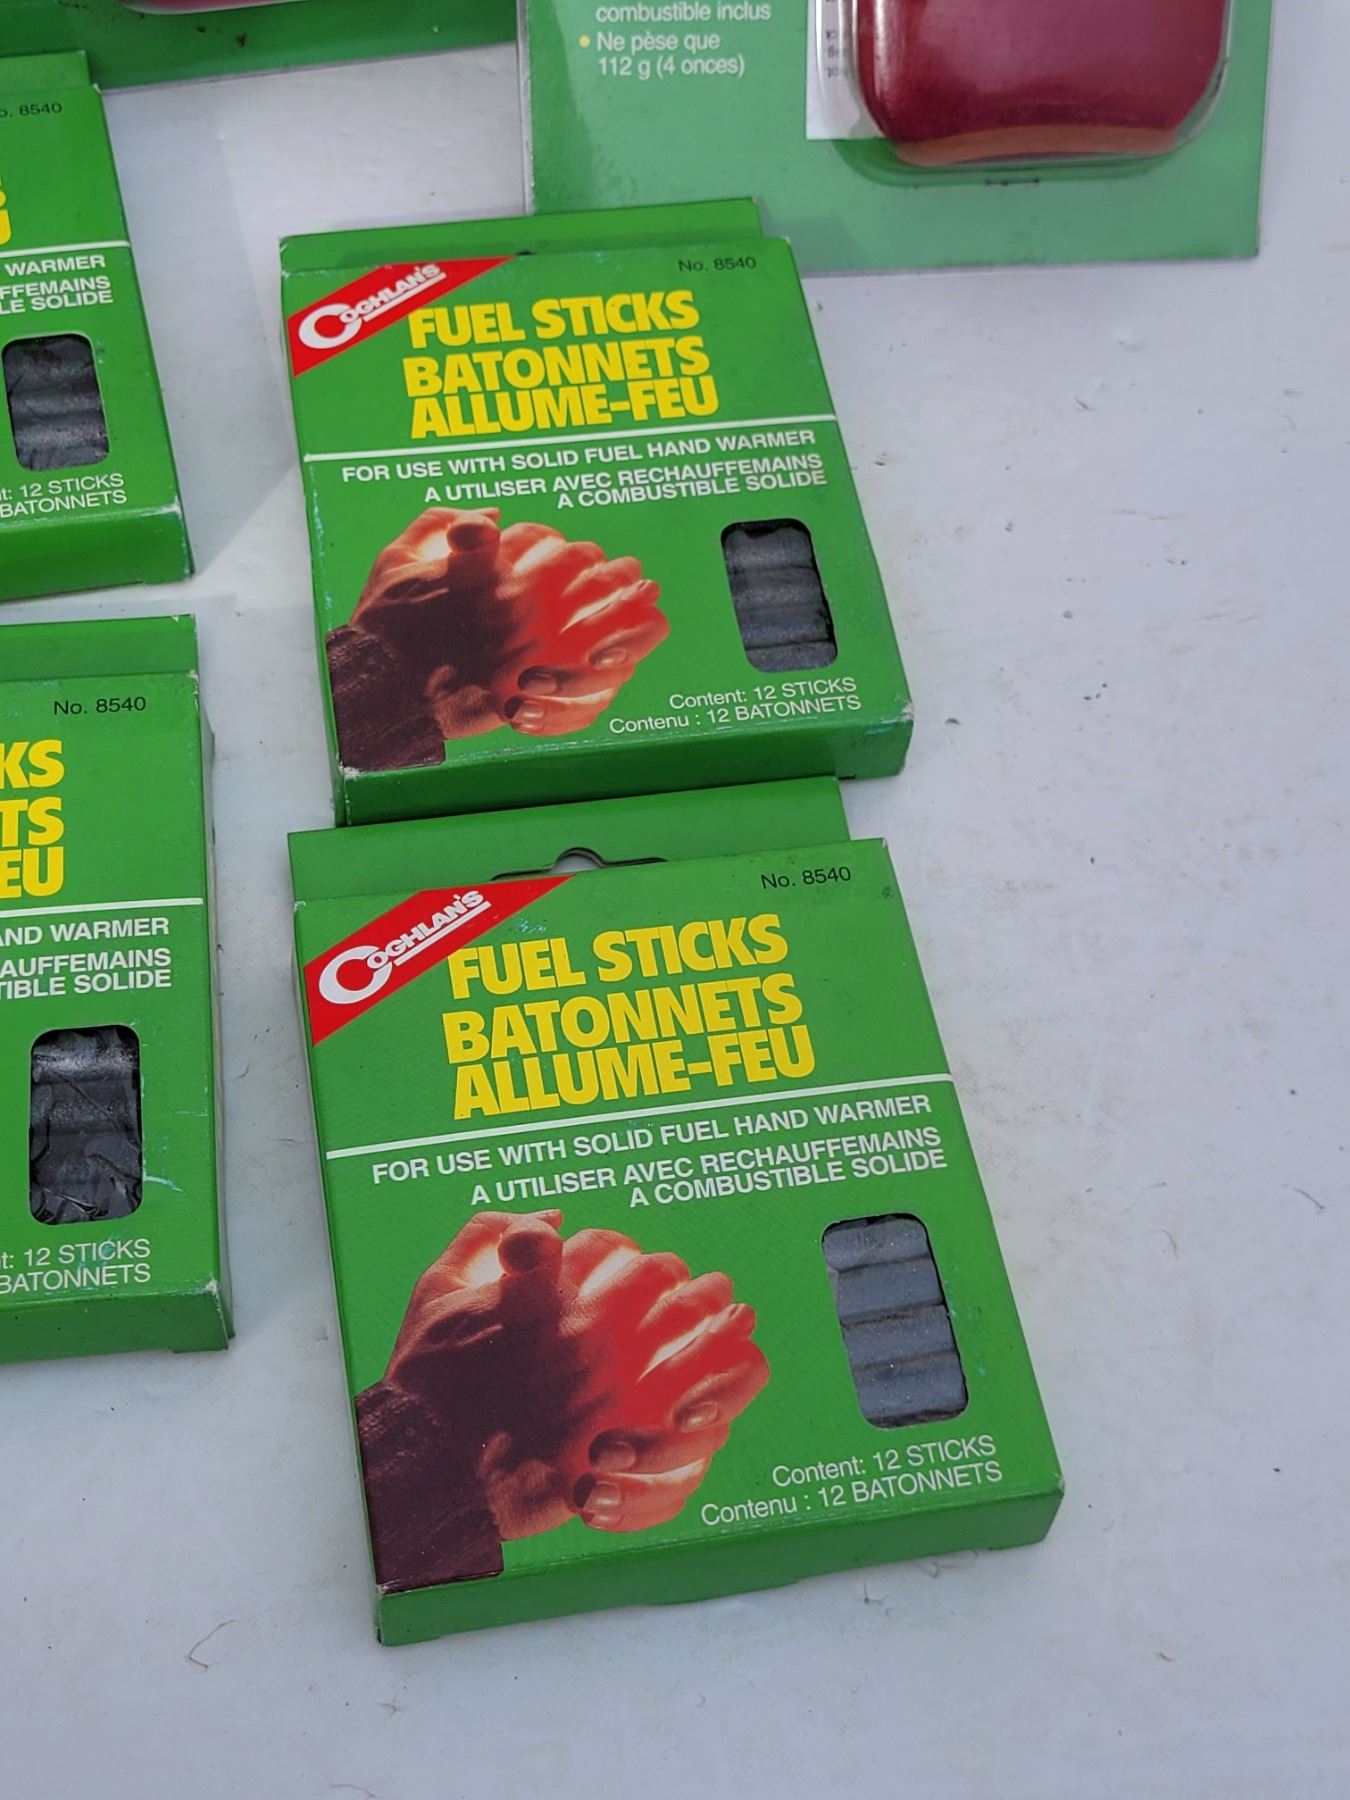 combustible inclus
• Ne pèse que
112 g (4 onces)
8540
WARMER
LE SOLIDE
12 STICKS
BATONNETS
COGHLAN'S
No. 8540
FUEL STICKS
BATONNETS
ALLUME-FEU
FOR USE WITH SOLID FUEL HAND WARMER
A UTILISER AVEC RECHAUFFEMAINS
A COMBUSTIBLE SOLIDE
Content: 12 STICKS
Contenu : 12 BATONNETS
No. 8540
KS
TS
EU
AND WARMER
AUFFEMAINS
TIBLE SOLIDE
12 STICKS
BATONNETS
COGHLAN'S
No. 8540
FUEL STICKS
BATONNETS
ALLUME-FEU
FOR USE WITH SOLID FUEL HAND WARMER
A UTILISER AVEC RECHAUFFEMAINS
A COMBUSTIBLE SOLIDE
Content: 12 STICKS
Contenu : 12 BATONNETS